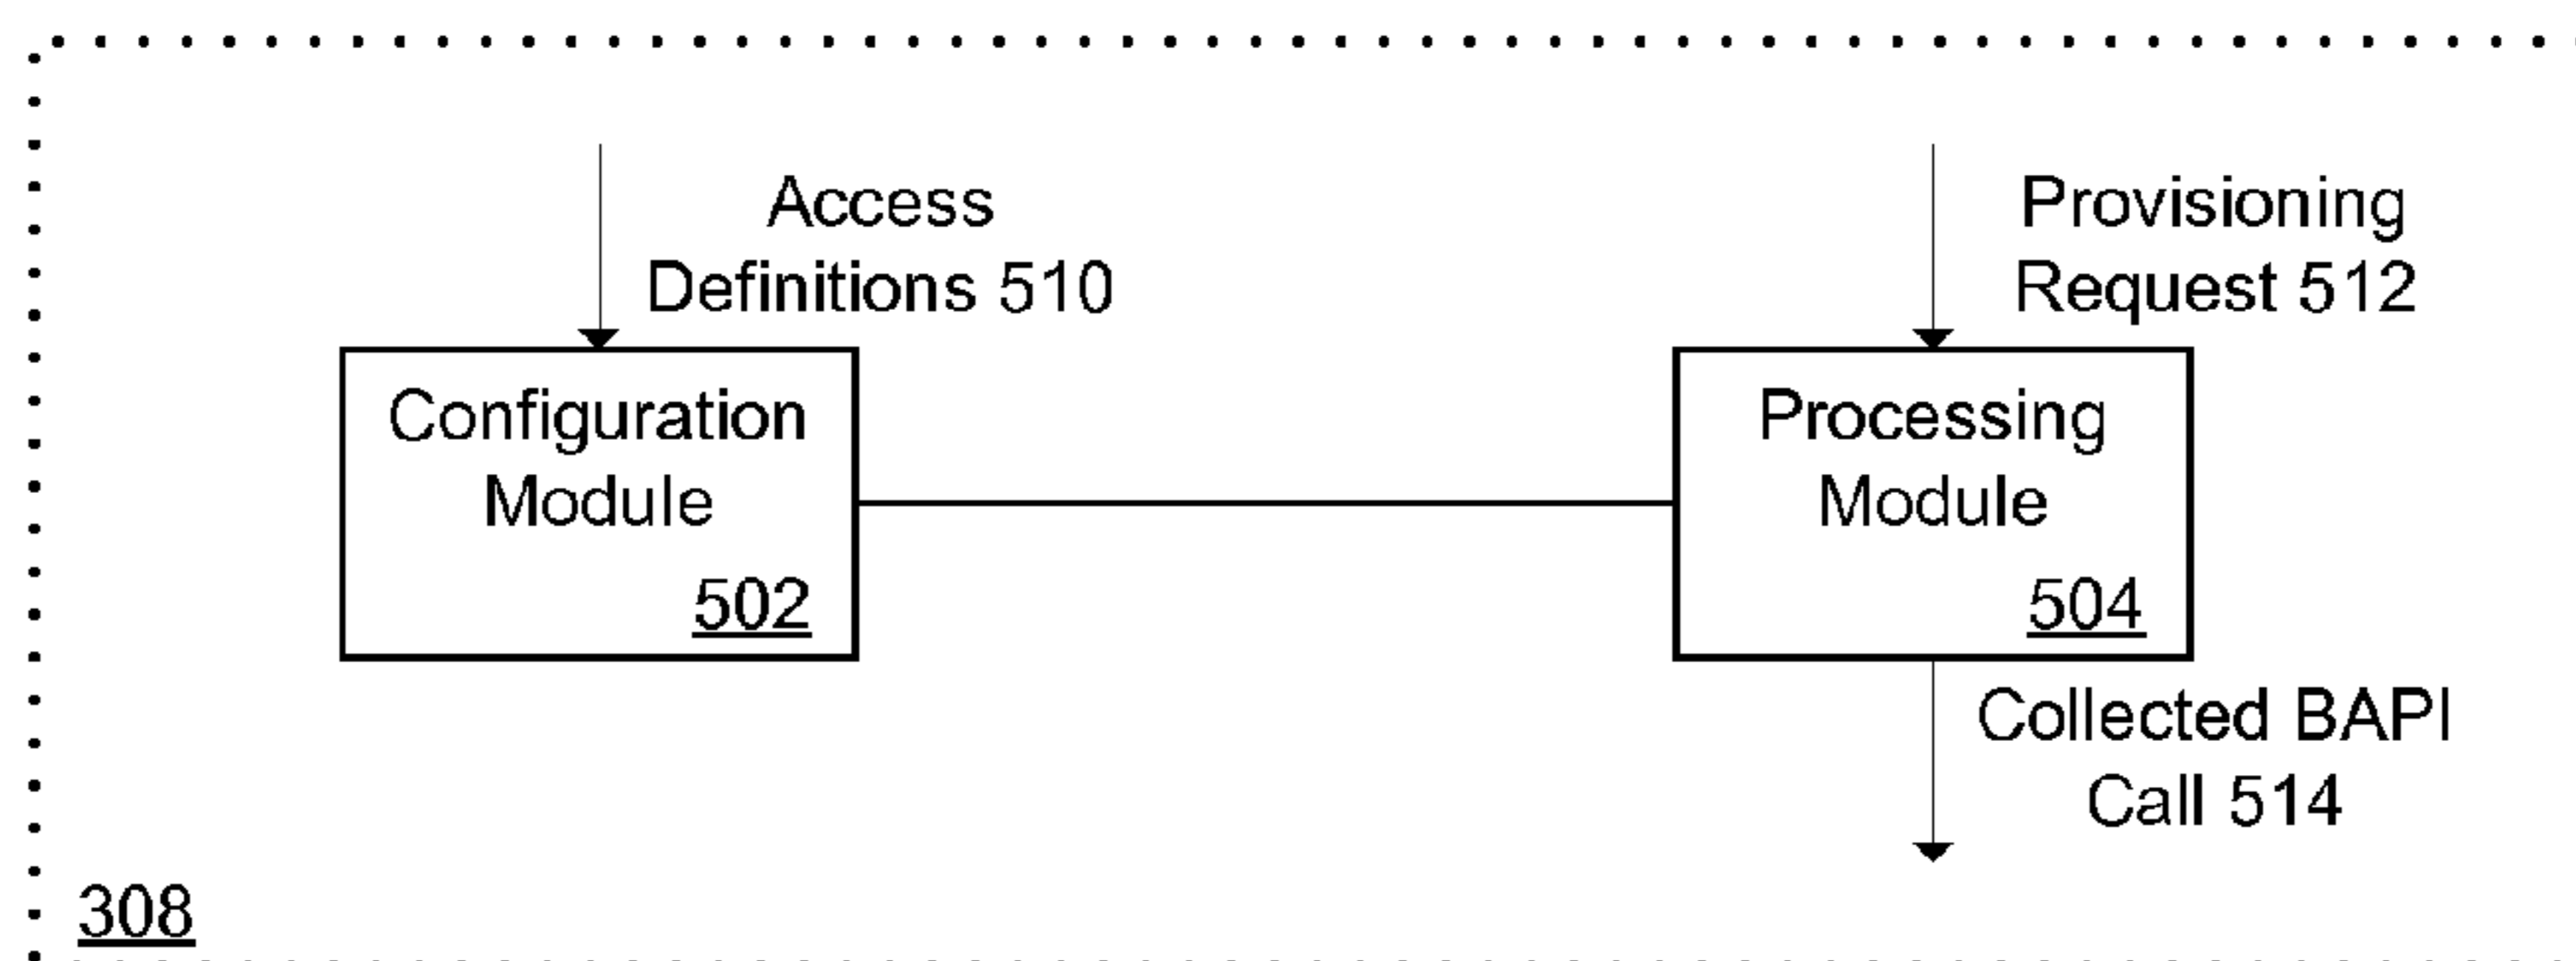 Access
Definitions 510
Provisioning
Request 512
Configuration
Module
502
Processing
Module
504
Collected BAPI
Call 514
308